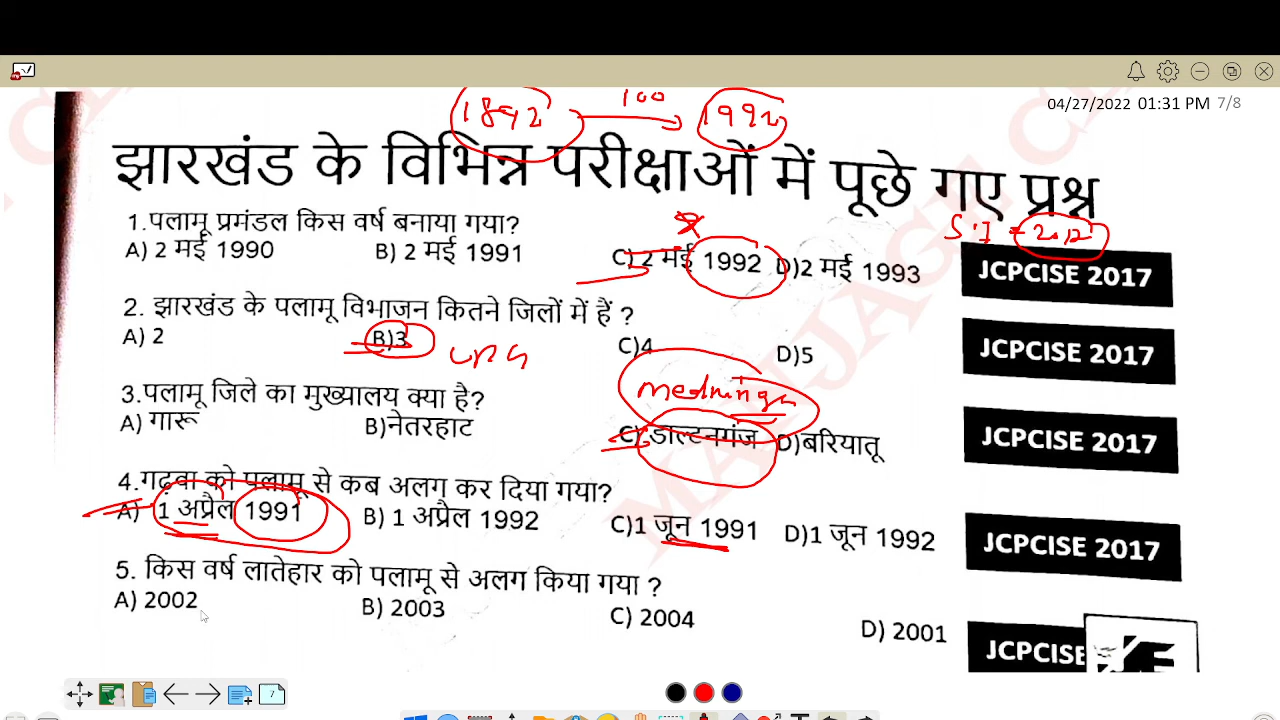 04/27/2022 01:31 PM 7/8
1892 100 1992
झारखंड के विभिन्न परीक्षाओं में पूछे गए प्रश्न
1.पलामू प्रमंडल किस वर्ष बनाया गया?
S.I = 2012
A) 2 मई 1990 B) 2 मई 1991 C) 2 मई 1992 D)2 मई 1993 JCPCISE 2017
2. झारखंड के पलामू विभाजन कितने जिलों में हैं ?
A) 2 B)3 C)4 D)5 JCPCISE 2017
3.पलामू जिले का मुख्यालय क्या है?
A) गारू B)नेतरहाट C) डाल्टनगंज D)बरियातू JCPCISE 2017
4.गढ़वा को पलामू से कब अलग कर दिया गया?
A) 1 अप्रैल 1991 B) 1 अप्रैल 1992 C)1 जून 1991 D)1 जून 1992 JCPCISE 2017
5. किस वर्ष लातेहार को पलामू से अलग किया गया ?
A) 2002 B) 2003 C) 2004 D) 2001 JCPCISE
7